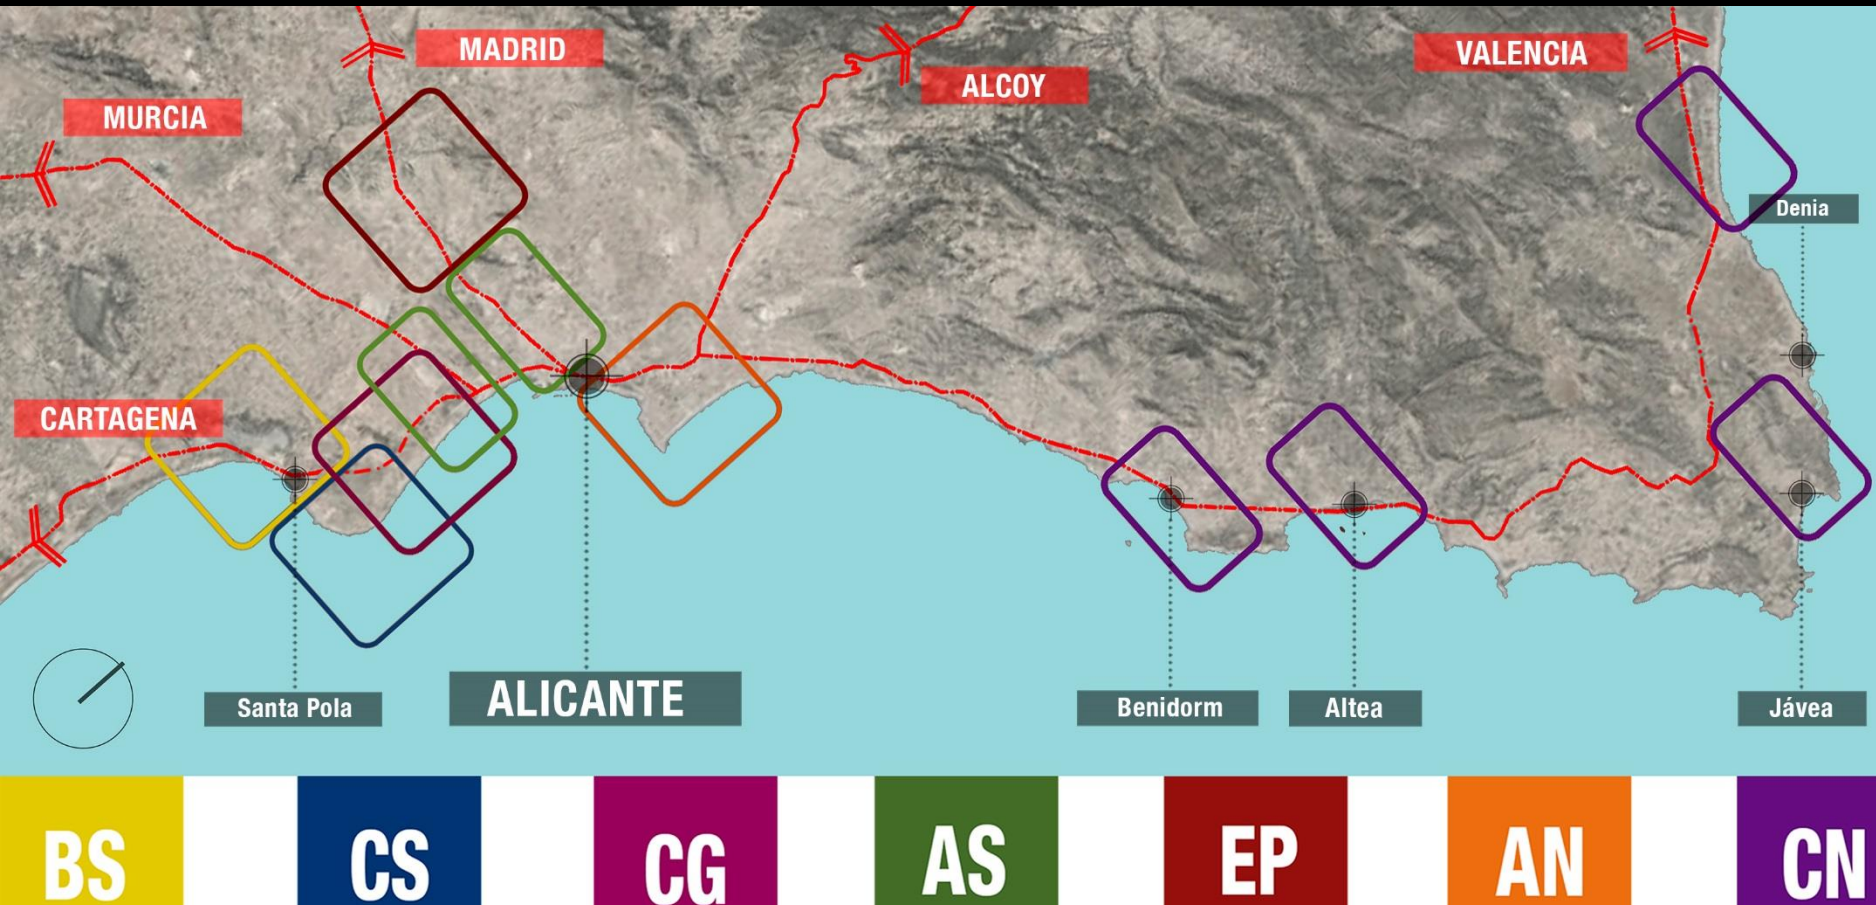 MADRID
VALENCIA
ALCOY
MURCIA
Denia
CARTAGENA
ALICANTE
Santa Pola
Benidorm
Altea
Jávea
BS
CS
CG
AS
EP
AN
CN